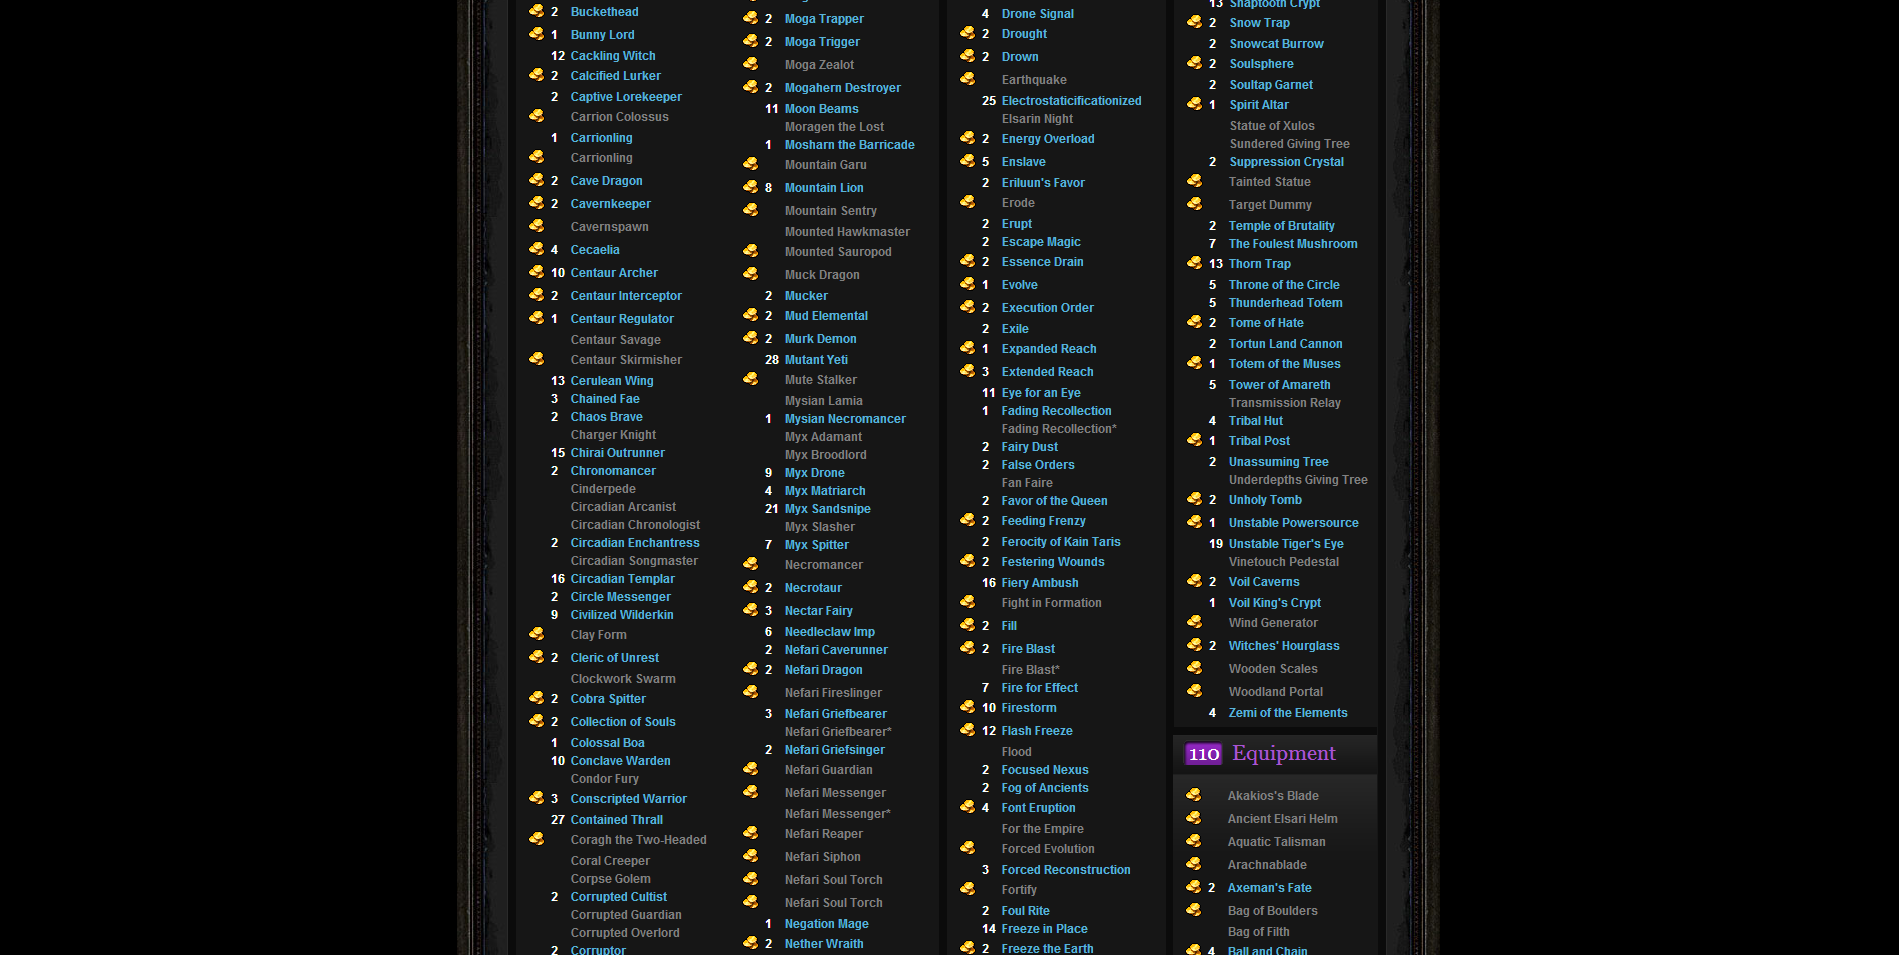 2 Buckethead
1 Bunny Lord
12 Cackling Witch
2 Calcified Lurker
2 Captive Lorekeeper
Carrion Colossus
1 Carrionling
Carrionling
2 Cave Dragon
2 Cavernkeeper
Cavernspawn
4 Cecaelia
10 Centaur Archer
2 Centaur Interceptor
1 Centaur Regulator
Centaur Savage
Centaur Skirmisher
13 Cerulean Wing
3 Chained Fae
2 Chaos Brave
Charger Knight
15 Chirai Outrunner
2 Chronomancer
Cinderpede
Circadian Arcanist
Circadian Chronologist
2 Circadian Enchantress
Circadian Songmaster
16 Circadian Templar
2 Circle Messenger
9 Civilized Wilderkin
Clay Form
2 Cleric of Unrest
Clockwork Swarm
2 Cobra Spitter
2 Collection of Souls
1 Colossal Boa
10 Conclave Warden
Condor Fury
3 Conscripted Warrior
27 Contained Thrall
Coragh the Two-Headed
Coral Creeper
Corpse Golem
2 Corrupted Cultist
Corrupted Guardian
Corrupted Overlord
2 Corruptor
2 Moga Trapper
2 Moga Trigger
Moga Zealot
2 Mogahern Destroyer
11 Moon Beams
Moragen the Lost
1 Mosharn the Barricade
Mountain Garu
8 Mountain Lion
Mountain Sentry
Mounted Hawkmaster
Mounted Sauropod
Muck Dragon
2 Mucker
2 Mud Elemental
2 Murk Demon
28 Mutant Yeti
Mute Stalker
Mysian Lamia
1 Mysian Necromancer
Myx Adamant
Myx Broodlord
9 Myx Drone
4 Myx Matriarch
21 Myx Sandsnipe
Myx Slasher
7 Myx Spitter
Necromancer
2 Necrotaur
3 Nectar Fairy
6 Needleclaw Imp
2 Nefari Caverunner
2 Nefari Dragon
Nefari Fireslinger
3 Nefari Griefbearer
Nefari Griefbearer*
2 Nefari Griefsinger
Nefari Guardian
Nefari Messenger
Nefari Messenger*
Nefari Reaper
Nefari Siphon
Nefari Soul Torch
Nefari Soul Torch
1 Negation Mage
2 Nether Wraith
4 Drone Signal
2 Drought
2 Drown
Earthquake
25 Electrostaticificationized
Elsarin Night
2 Energy Overload
5 Enslave
2 Eriluun's Favor
Erode
2 Erupt
2 Escape Magic
2 Essence Drain
1 Evolve
2 Execution Order
2 Exile
1 Expanded Reach
3 Extended Reach
11 Eye for an Eye
1 Fading Recollection
Fading Recollection*
2 Fairy Dust
2 False Orders
Fan Faire
2 Favor of the Queen
2 Feeding Frenzy
2 Ferocity of Kain Taris
2 Festering Wounds
16 Fiery Ambush
Fight in Formation
2 Fill
2 Fire Blast
Fire Blast*
7 Fire for Effect
10 Firestorm
12 Flash Freeze
Flood
2 Focused Nexus
2 Fog of Ancients
4 Font Eruption
For the Empire
Forced Evolution
3 Forced Reconstruction
Fortify
2 Foul Rite
14 Freeze in Place
2 Freeze the Earth
13 Snaptooth Crypt
2 Snow Trap
2 Snowcat Burrow
2 Soulsphere
2 Soultap Garnet
1 Spirit Altar
Statue of Xulos
Sundered Giving Tree
2 Suppression Crystal
Tainted Statue
Target Dummy
2 Temple of Brutality
7 The Foulest Mushroom
13 Thorn Trap
5 Throne of the Circle
5 Thunderhead Totem
2 Tome of Hate
2 Tortun Land Cannon
1 Totem of the Muses
5 Tower of Amareth
Transmission Relay
4 Tribal Hut
1 Tribal Post
2 Unassuming Tree
Underdepths Giving Tree
2 Unholy Tomb
1 Unstable Powersource
19 Unstable Tiger's Eye
Vinetouch Pedestal
2 Voil Caverns
1 Voil King's Crypt
Wind Generator
2 Witches' Hourglass
Wooden Scales
Woodland Portal
4 Zemi of the Elements
110 Equipment
Akakios's Blade
Ancient Elsari Helm
Aquatic Talisman
Arachnablade
2 Axeman's Fate
Bag of Boulders
Bag of Filth
4 Ball and Chain